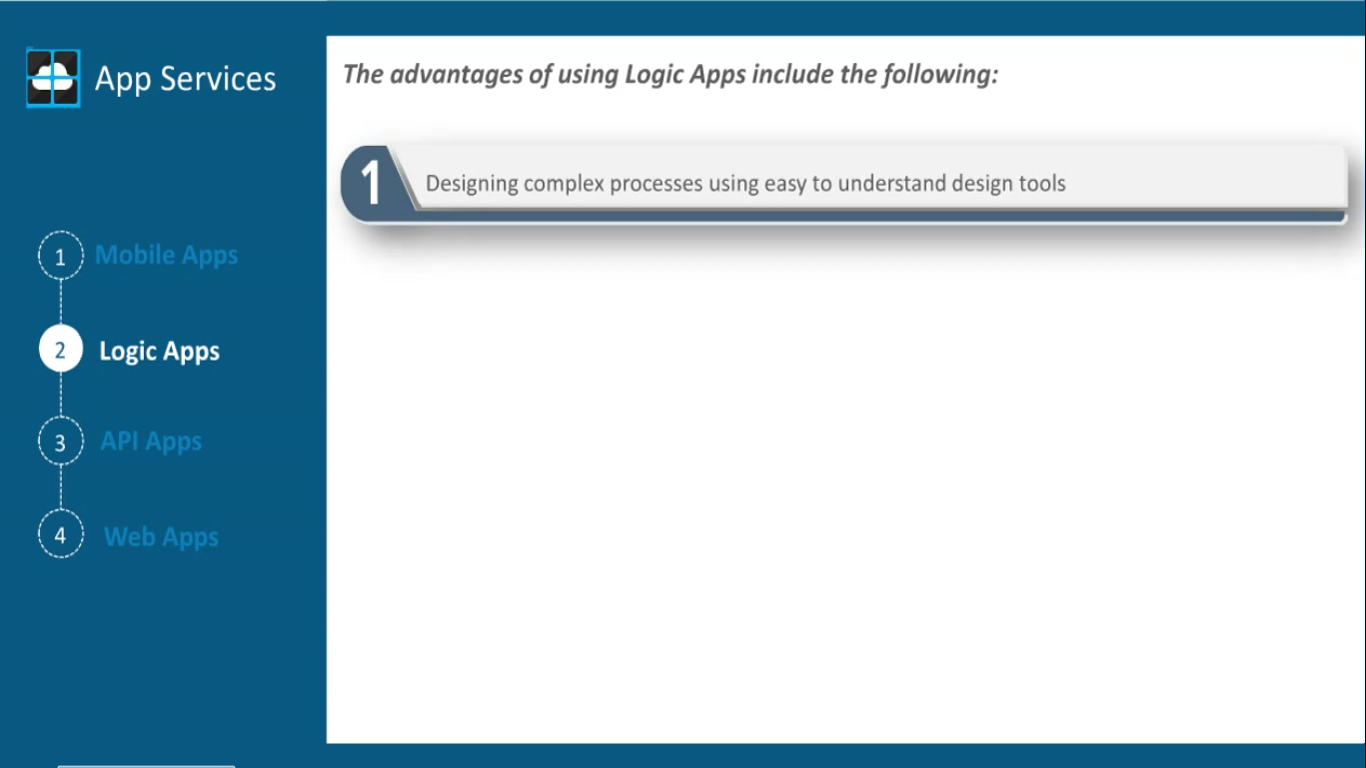 App Services
1 Mobile Apps
2 Logic Apps
3 API Apps
4 Web Apps
The advantages of using Logic Apps include the following:
1 Designing complex processes using easy to understand design tools